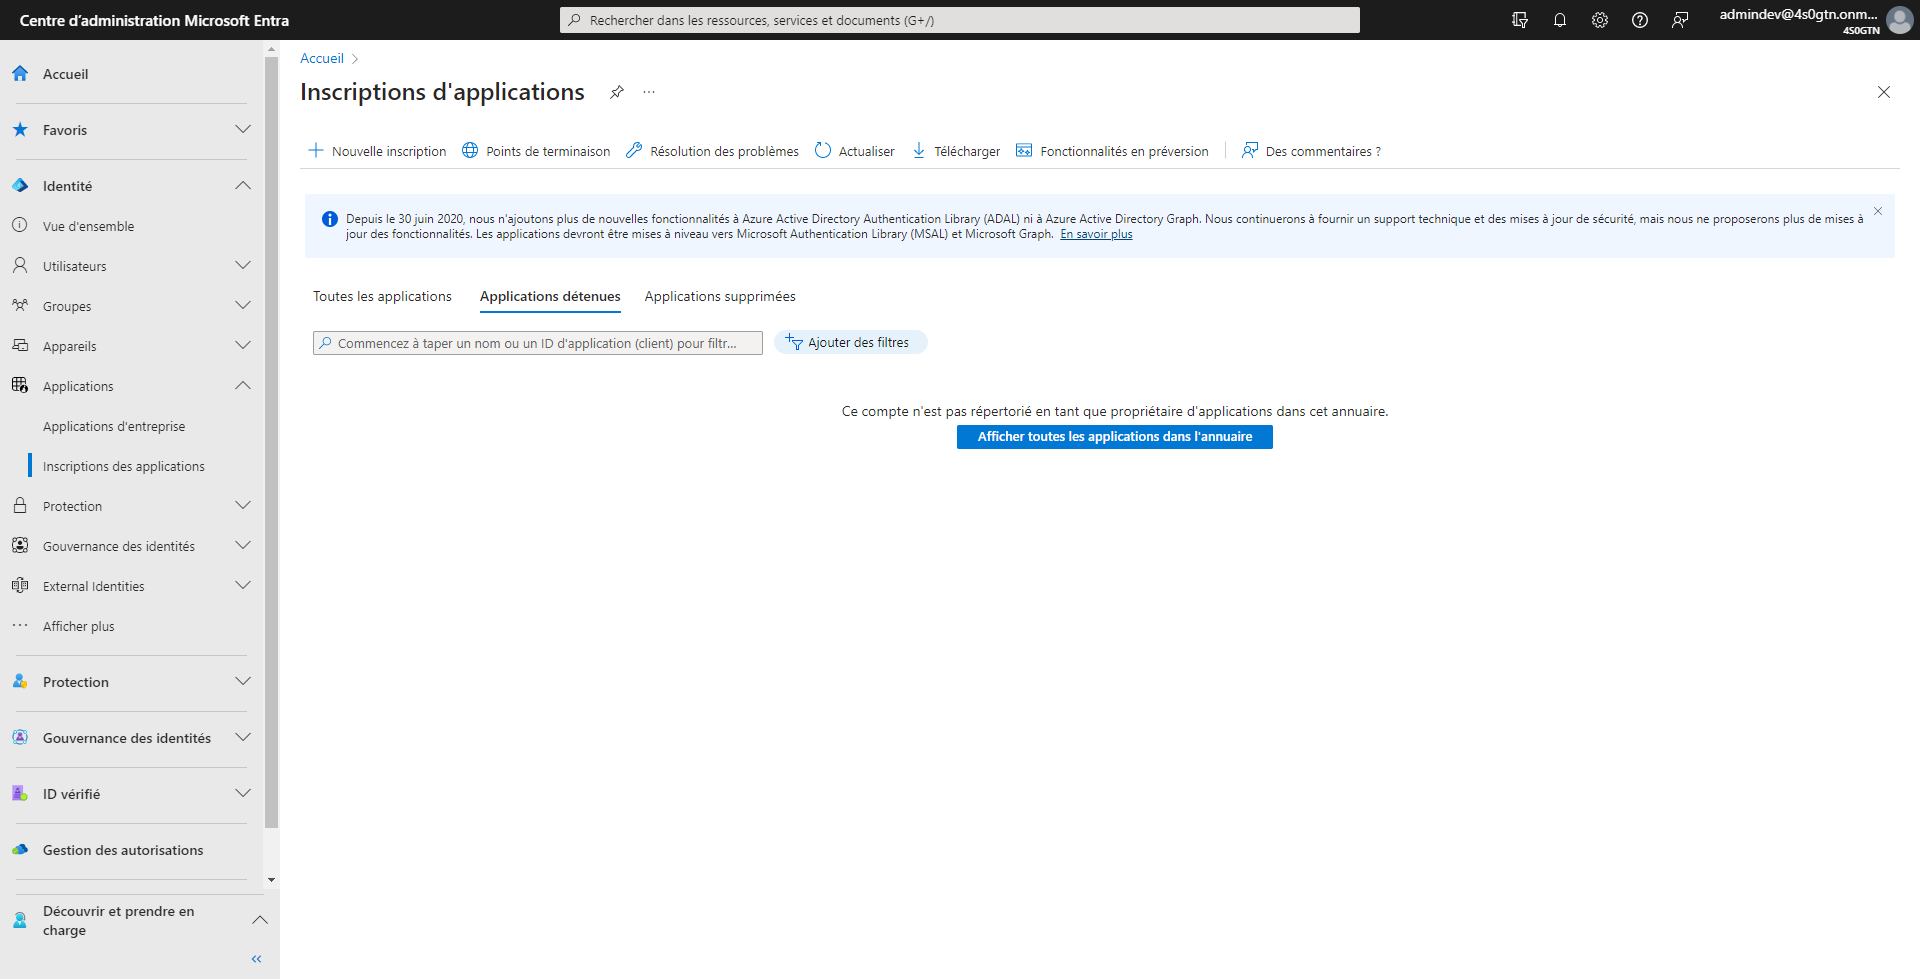 Centre d'administration Microsoft Entra
Rechercher dans les ressources, services et documents (G+/)
admindev@4s0gtn.onm...
4S0GTN
Accueil
Favoris
Identité
Vue d'ensemble
Utilisateurs
Groupes
Appareils
Applications
Applications d'entreprise
Inscriptions des applications
Protection
Gouvernance des identités
External Identities
Afficher plus
Protection
Gouvernance des identités
ID vérifié
Gestion des autorisations
Découvrir et prendre en
charge
Accueil
Inscriptions d'applications
Nouvelle inscription
Points de terminaison
Résolution des problèmes
Actualiser
Télécharger
Fonctionnalités en préversion
Des commentaires ?
Depuis le 30 juin 2020, nous n'ajoutons plus de nouvelles fonctionnalités à Azure Active Directory Authentication Library (ADAL) ni à Azure Active Directory Graph. Nous continuerons à fournir un support technique et des mises à jour de sécurité, mais nous ne proposerons plus de mises à
jour des fonctionnalités. Les applications devront être mises à niveau vers Microsoft Authentication Library (MSAL) et Microsoft Graph. En savoir plus
Toutes les applications
Applications détenues
Applications supprimées
Commencez à taper un nom ou un ID d'application (client) pour filtr...
Ajouter des filtres
Ce compte n'est pas répertorié en tant que propriétaire d'applications dans cet annuaire.
Afficher toutes les applications dans l'annuaire